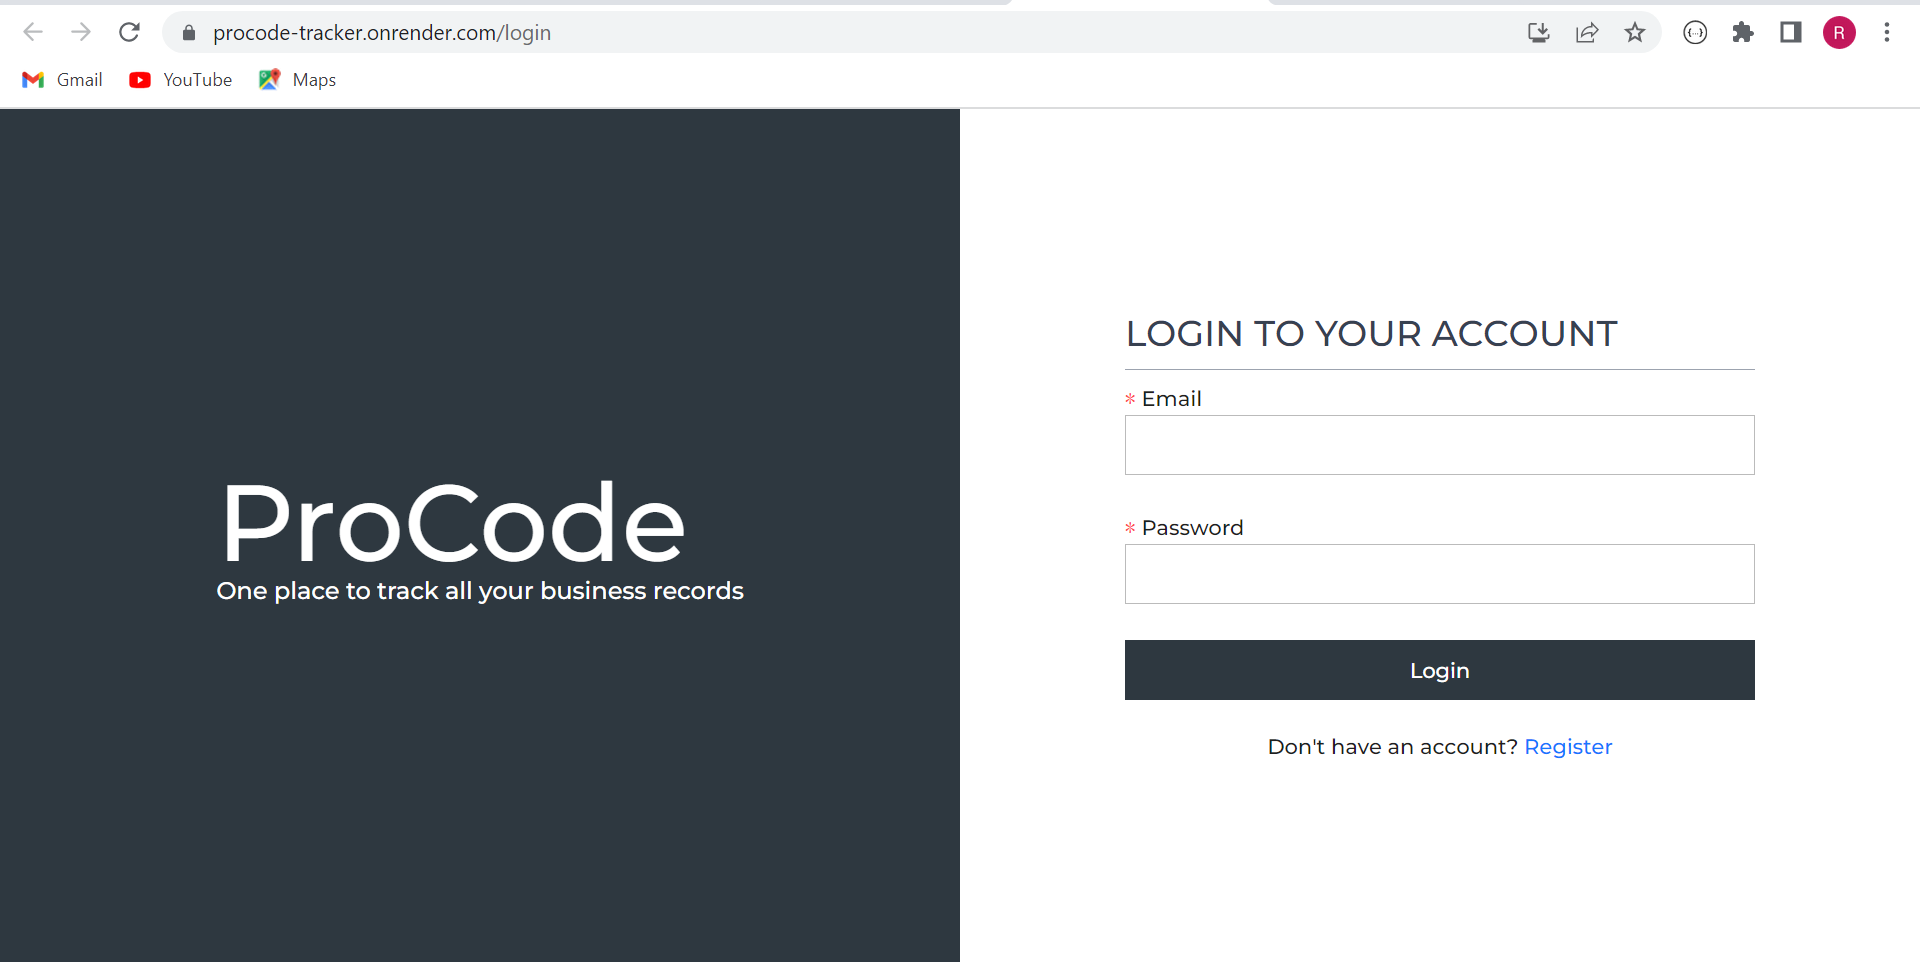 procode-tracker.onrender.com/login
R
Gmail
YouTube
Maps
ProCode
One place to track all your business records
LOGIN TO YOUR ACCOUNT
* Email
* Password
Login
Don't have an account? Register